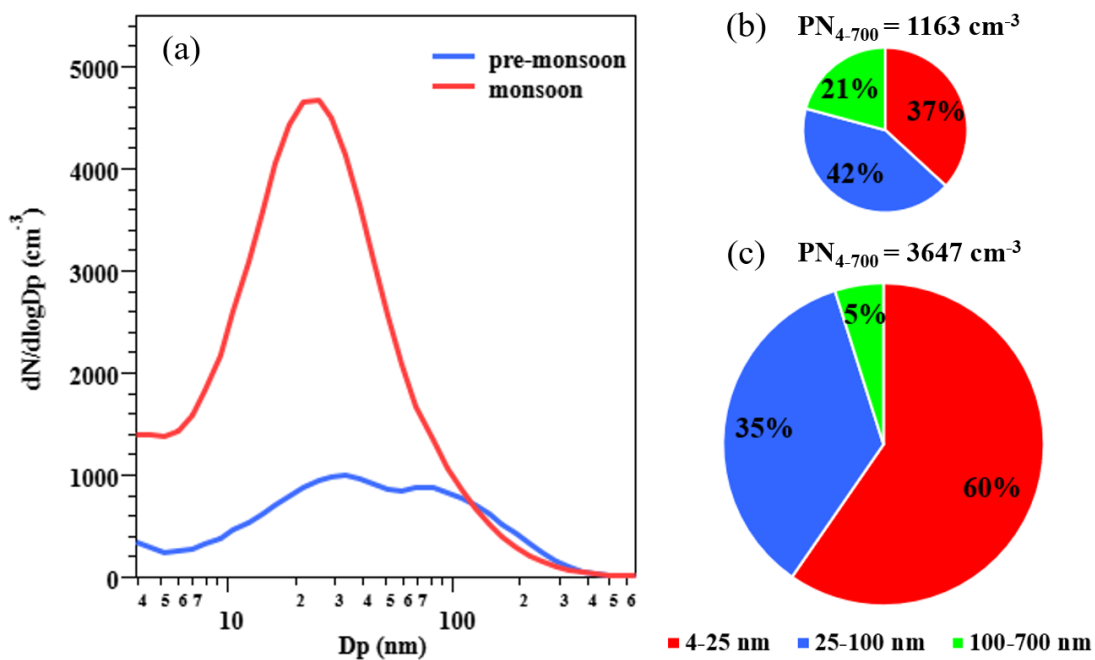 (a)
pre-monsoon
monsoon
5000
4000
3000
2000
1000
0
dN/dlogDp (cm⁻³)
4 5 6 7 2 3 4 5 6 7 2 3 4 5 6
10 100
Dp (nm)
(b) PN₄₋₇₀₀ = 1163 cm⁻³
21%
37%
42%
(c) PN₄₋₇₀₀ = 3647 cm⁻³
5%
35%
60%
4-25 nm 25-100 nm 100-700 nm